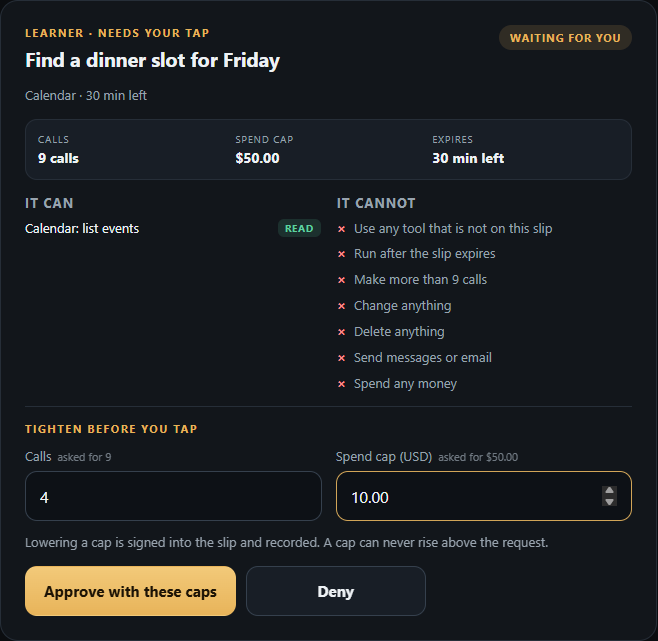 LEARNER · NEEDS YOUR TAP
WAITING FOR YOU
Find a dinner slot for Friday
Calendar · 30 min left
CALLS
9 calls
SPEND CAP
$50.00
EXPIRES
30 min left
IT CAN
Calendar: list events
READ
IT CANNOT
× Use any tool that is not on this slip
× Run after the slip expires
× Make more than 9 calls
× Change anything
× Delete anything
× Send messages or email
× Spend any money
TIGHTEN BEFORE YOU TAP
Calls asked for 9
4
Spend cap (USD) asked for $50.00
10.00
Lowering a cap is signed into the slip and recorded. A cap can never rise above the request.
Approve with these caps
Deny